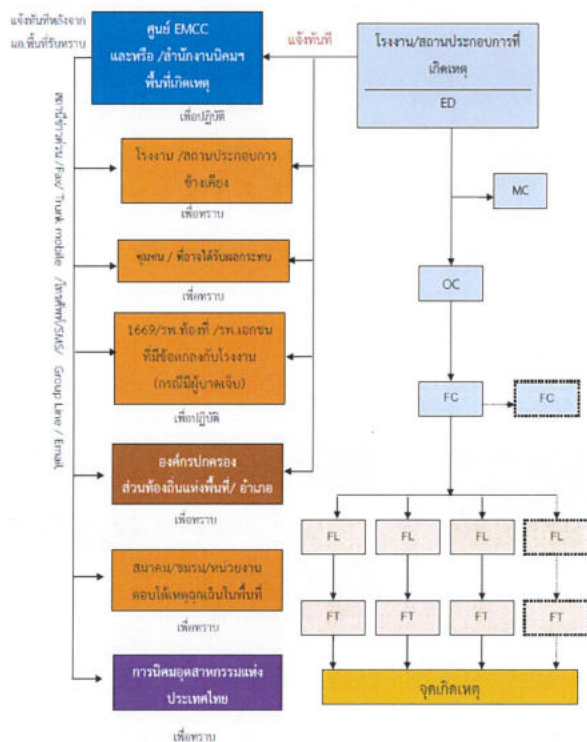 แจ้งทันทีหลังจาก
ผอ.พื้นที่รับทราบ
ศูนย์ EMCC
และหรือ /สำนักงานนิคมฯ
พื้นที่เกิดเหตุ
เพื่อปฏิบัติ
แจ้งทันที
โรงงาน/สถานประกอบการที่
เกิดเหตุ
ED
โรงงาน /สถานประกอบการ
ข้างเคียง
เพื่อทราบ
MC
ชุมชน / ที่อาจได้รับผลกระทบ
เพื่อทราบ
OC
1669/รพ.ท้องที่ /รพ.เอกชน
ที่มีข้อตกลงกับโรงงาน
(กรณีมีผู้บาดเจ็บ)
เพื่อปฏิบัติ
FC
FC
องค์กรปกครอง
ส่วนท้องถิ่นแห่งพื้นที่/ อำเภอ
เพื่อทราบ
FL
FL
FL
FL
สมาคม/ชมรม/หน่วยงาน
ตอบโต้เหตุฉุกเฉินในพื้นที่
เพื่อทราบ
FT
FT
FT
FT
การนิคมอุตสาหกรรมแห่ง
ประเทศไทย
เพื่อทราบ
จุดเกิดเหตุ
/Fax/ Trunk mobile /โทรศัพท์/SMS/ Group Line / Email